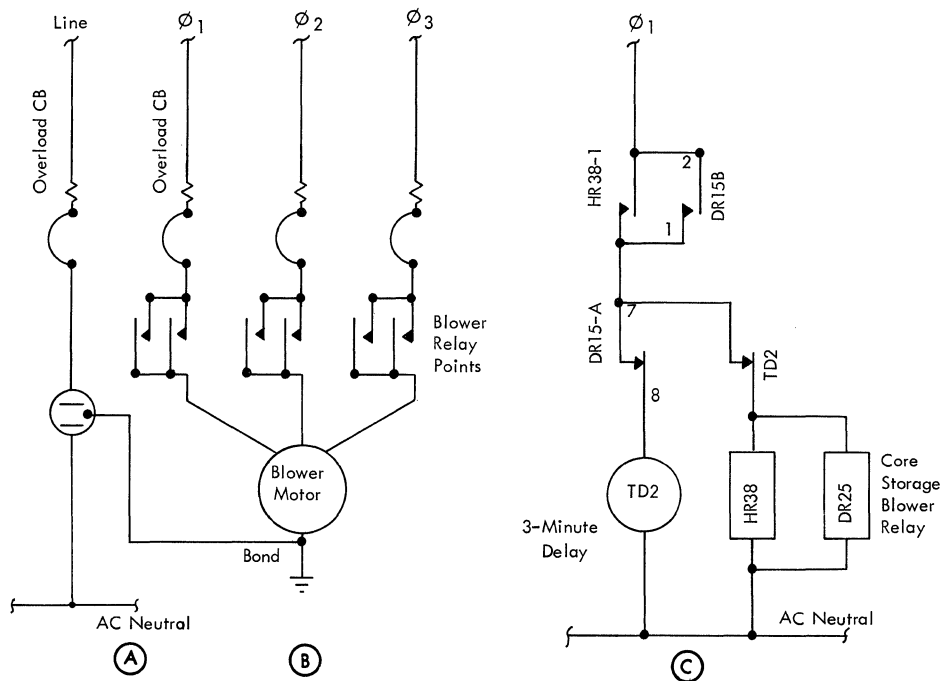 Line
Ø1
Ø2
Ø3
Ø1
Overload CB
Overload CB
HR38-1
2
DR15B
1
Blower
Relay
Points
DR15-A
7
TD2
8
Blower
Motor
TD2
3-Minute
Delay
HR38
DR25
Core
Storage
Blower
Relay
Bond
AC Neutral
AC Neutral
A
B
C